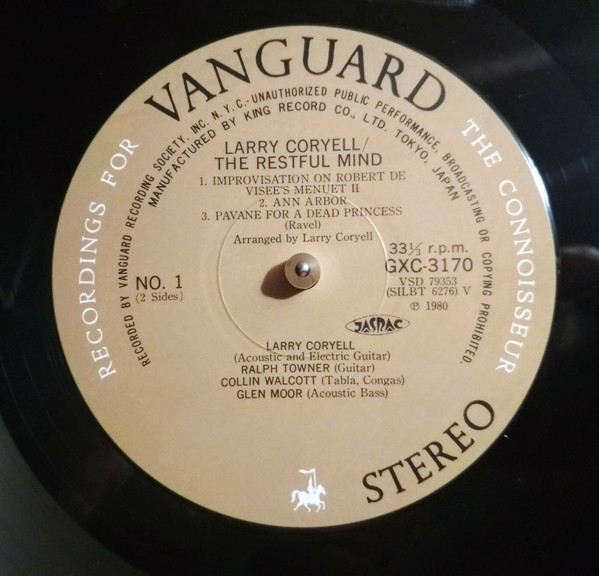 VANGUARD
RECORDINGS FOR THE CONNOISSEUR
RECORDED BY VANGUARD RECORDING SOCIETY, INC. N.Y.C.·UNAUTHORIZED PUBLIC PERFORMANCE, BROADCASTING OR COPYING PROHIBITED.
MANUFACTURED BY KING RECORD CO., LTD. TOKYO, JAPAN
LARRY CORYELL/
THE RESTFUL MIND
1. IMPROVISATION ON ROBERT DE
VISEE'S MENUET II
2. ANN ARBOR
3. PAVANE FOR A DEAD PRINCESS
(Ravel)
Arranged by Larry Coryell
NO. 1
(2 Sides)
33⅓ r.p.m.
GXC-3170
VSD 79353
(SILBT 6276) V
℗ 1980
JASRAC
LARRY CORYELL
(Acoustic and Electric Guitar)
RALPH TOWNER (Guitar)
COLLIN WALCOTT (Tabla, Congas)
GLEN MOOR (Acoustic Bass)
STEREO